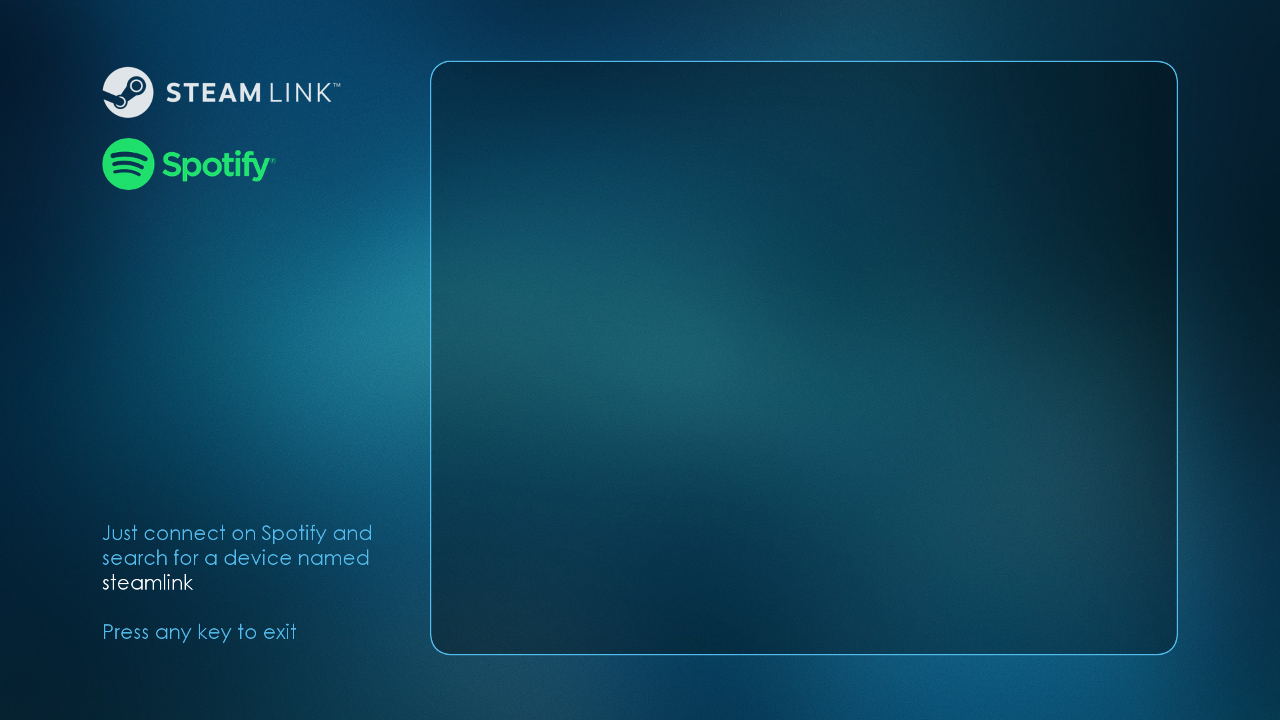 STEAM LINK™
Spotify®
Just connect on Spotify and
search for a device named
steamlink
Press any key to exit